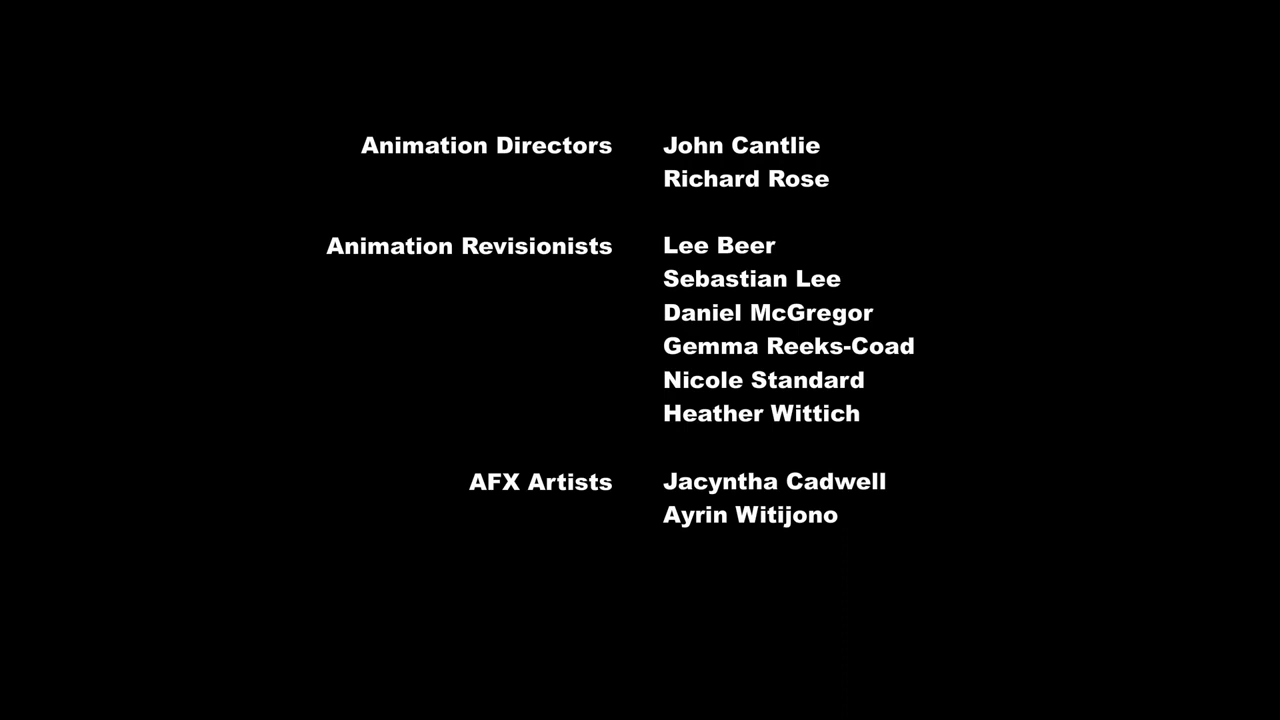 Animation Directors John Cantlie
Richard Rose
Animation Revisionists Lee Beer
Sebastian Lee
Daniel McGregor
Gemma Reeks-Coad
Nicole Standard
Heather Wittich
AFX Artists Jacyntha Cadwell
Ayrin Witijono